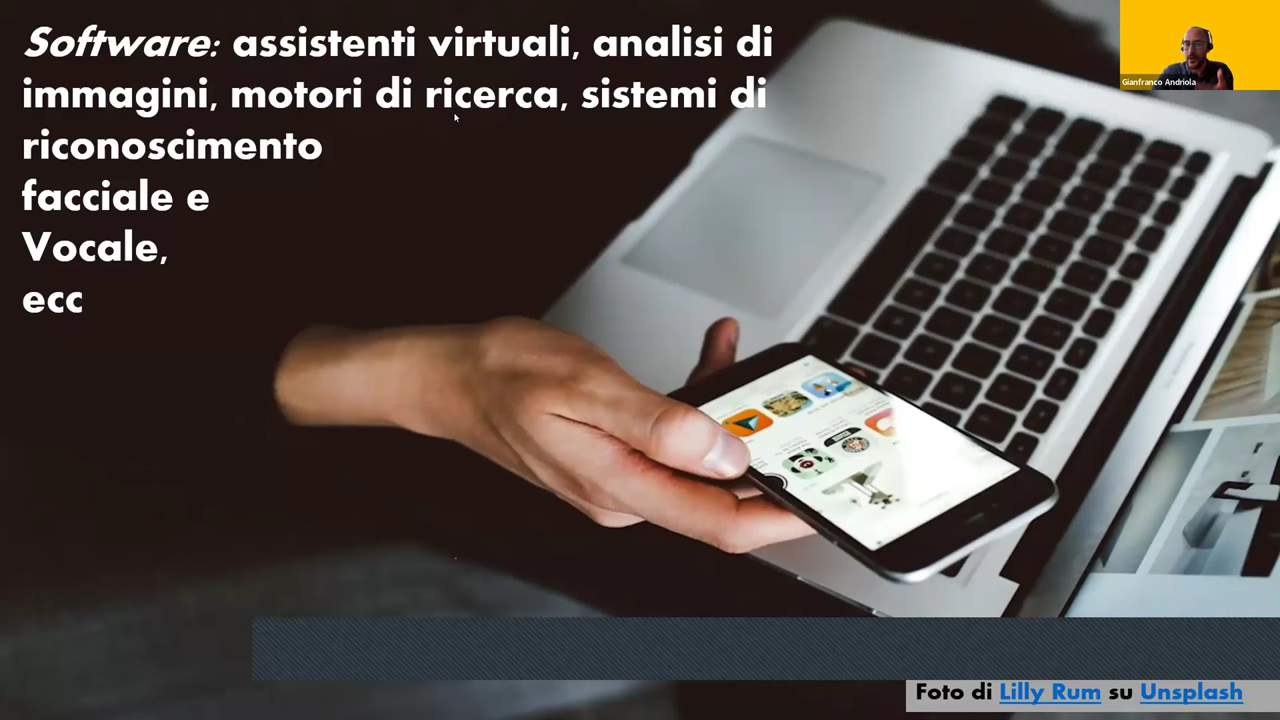 Software: assistenti virtuali, analisi di
immagini, motori di ricerca, sistemi di
riconoscimento
facciale e
Vocale,
ecc
Gianfranco Andriola
Foto di Lilly Rum su Unsplash